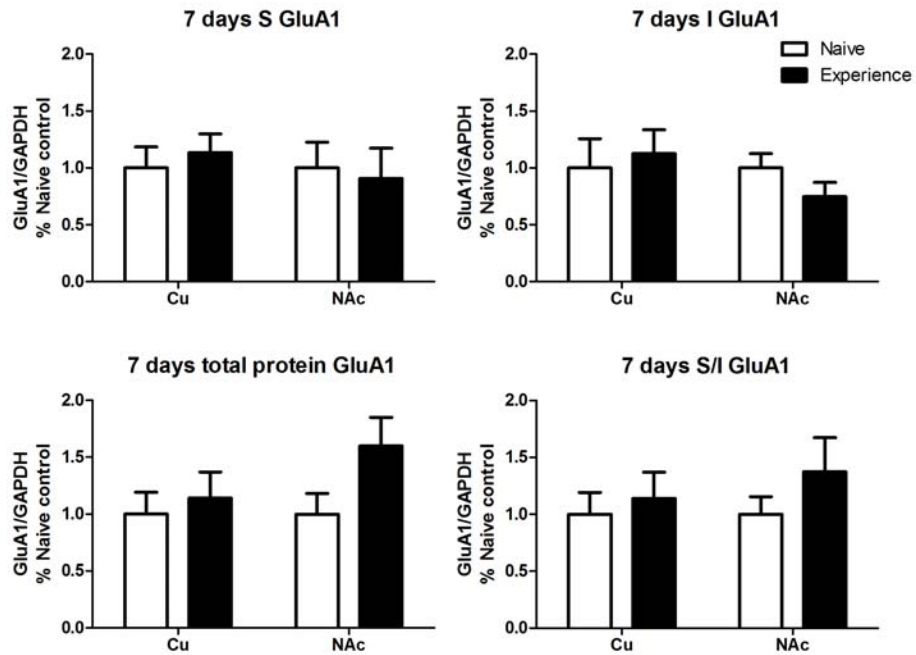 7 days S GluA1
GluA1/GAPDH
% Naive control
2.0
1.5
1.0
0.5
0.0
Cu
NAc
7 days I GluA1
Naive
Experience
GluA1/GAPDH
% Naive control
2.0
1.5
1.0
0.5
0.0
Cu
NAc
7 days total protein GluA1
GluA1/GAPDH
% Naive control
2.0
1.5
1.0
0.5
0.0
Cu
NAc
7 days S/I GluA1
GluA1/GAPDH
% Naive control
2.0
1.5
1.0
0.5
0.0
Cu
NAc